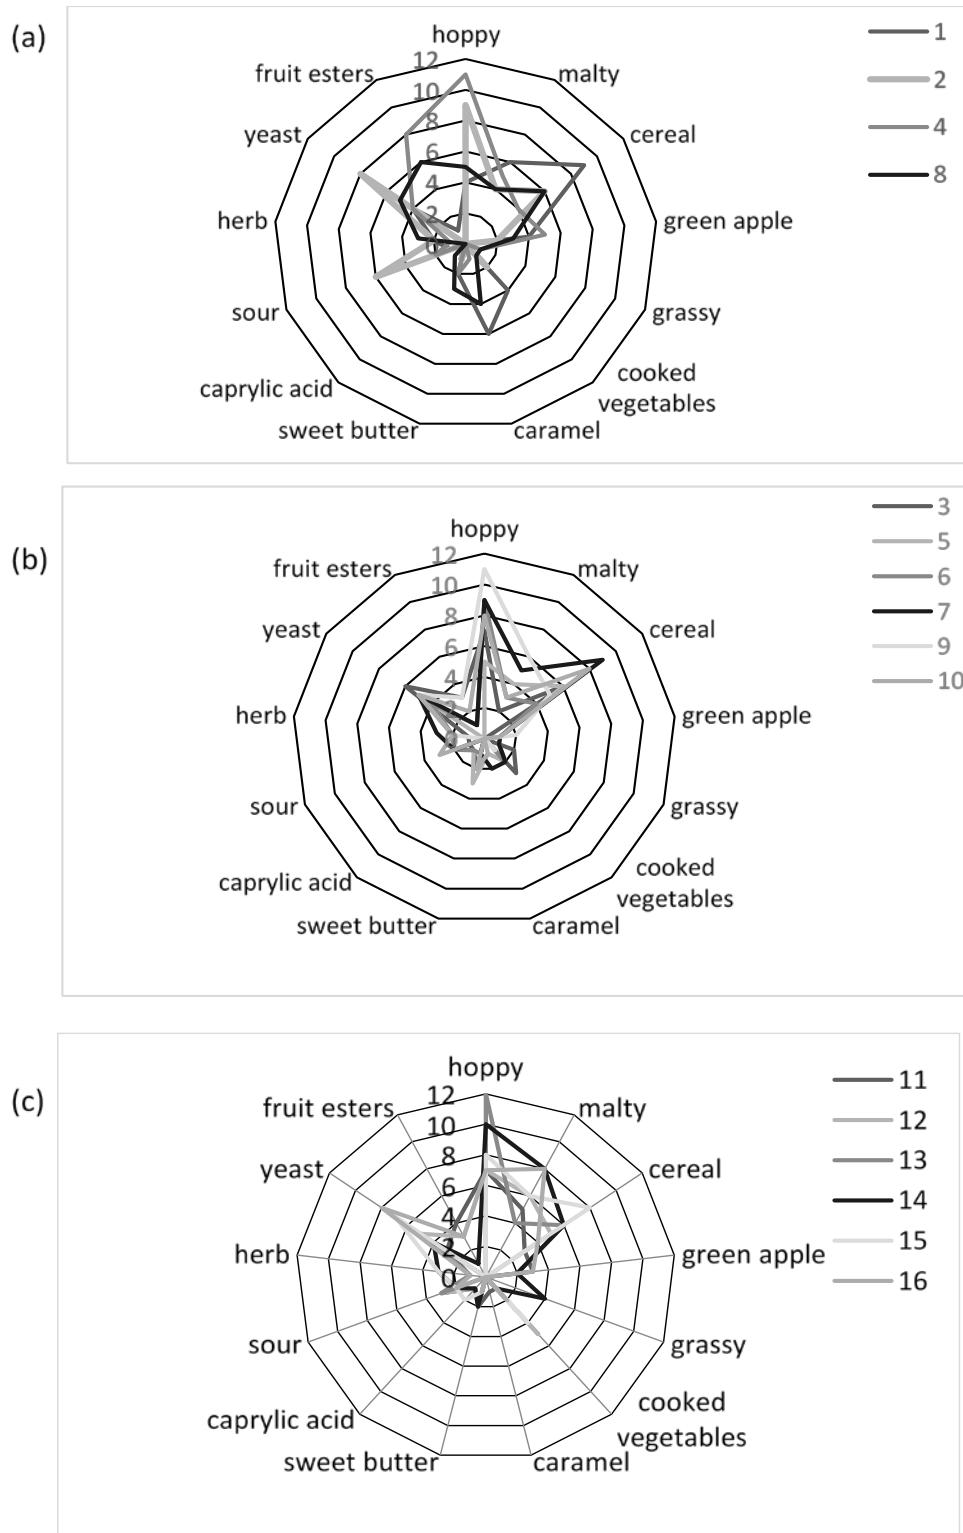 (a)
hoppy
malty
cereal
green apple
grassy
cooked
vegetables
caramel
sweet butter
caprylic acid
sour
herb
yeast
fruit esters
12
10
8
6
4
2
0
1
2
4
8
(b)
hoppy
malty
cereal
green apple
grassy
cooked
vegetables
caramel
sweet butter
caprylic acid
sour
herb
yeast
fruit esters
12
10
8
6
4
2
0
3
5
6
7
9
10
(c)
hoppy
malty
cereal
green apple
grassy
cooked
vegetables
caramel
sweet butter
caprylic acid
sour
herb
yeast
fruit esters
12
10
8
6
4
2
0
11
12
13
14
15
16